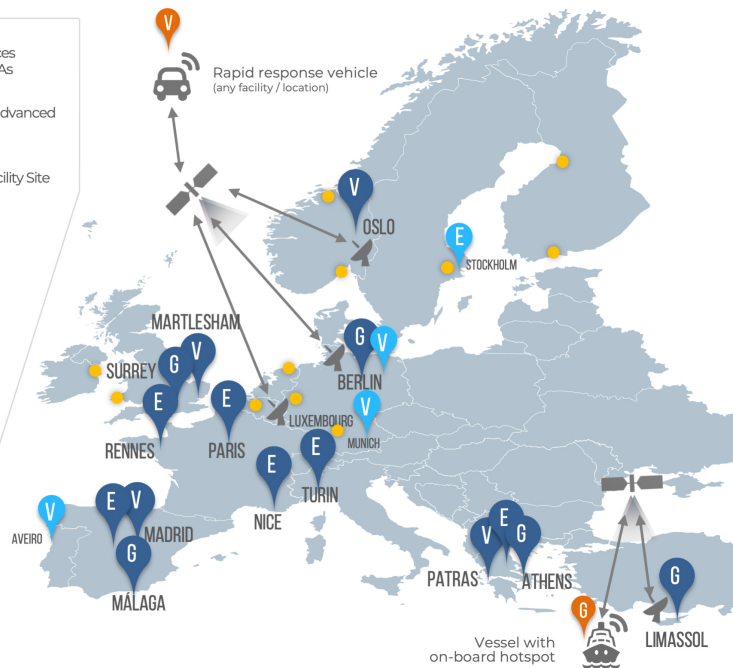 V
ces
As
dvanced
cility Site
Rapid response vehicle
(any facility / location)
V
OSLO
E
STOCKHOLM
MARTLESHAM
G
V
SURREY
G
V
BERLIN
E
RENNES
E
PARIS
LUXEMBOURG
V
MUNICH
E
NICE
E
TURIN
V
AVEIRO
E
V
MADRID
G
MÁLAGA
V
E
G
PATRAS
ATHENS
G
LIMASSOL
G
Vessel with
on-board hotspot